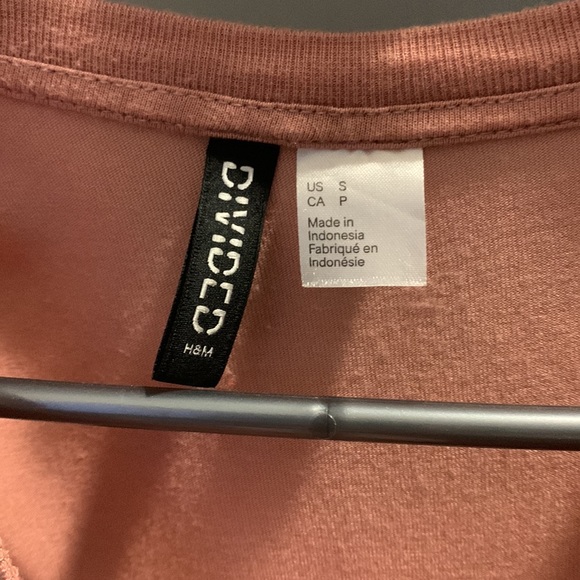 DIVIDED
H&M
US S
CA P
Made in
Indonesia
Fabriqué en
Indonésie